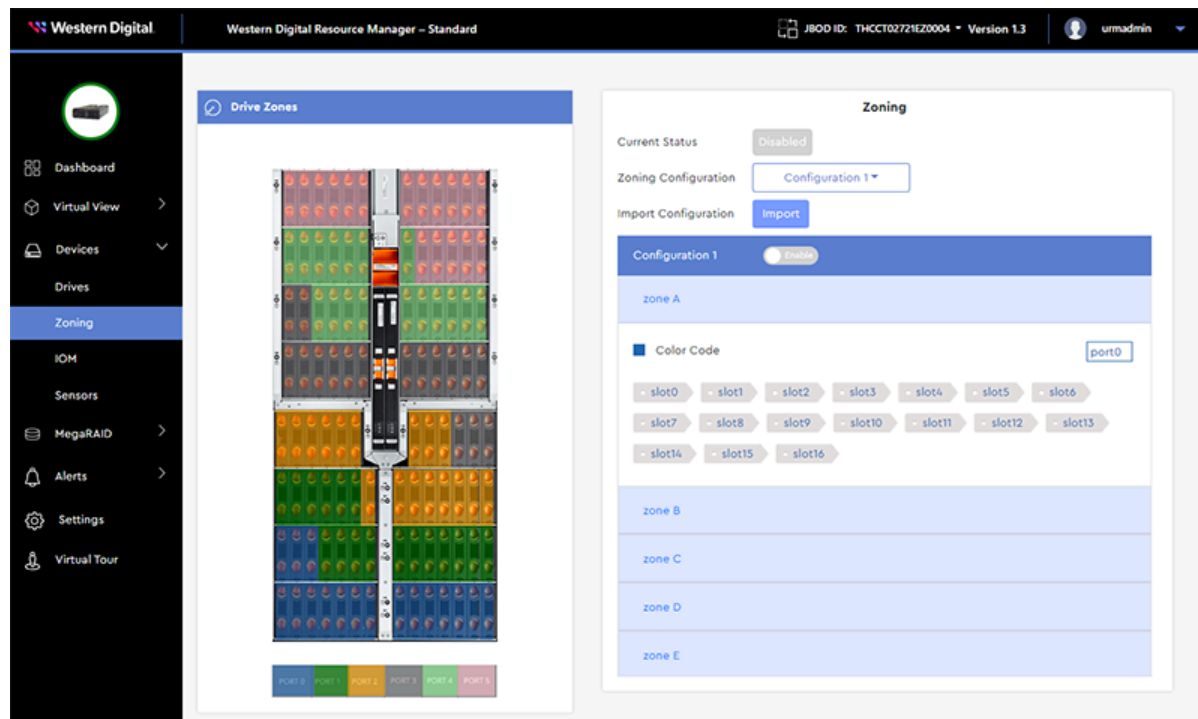 Western Digital.
Western Digital Resource Manager – Standard
JBOD ID: THCCT02721EZ0004 Version 1.3
urmadmin
Dashboard
Virtual View
Devices
Drives
Zoning
IOM
Sensors
MegaRAID
Alerts
Settings
Virtual Tour
Drive Zones
PORT 0 PORT 1 PORT 2 PORT 3 PORT 4 PORT 5
Zoning
Current Status Disabled
Zoning Configuration Configuration 1
Import Configuration Import
Configuration 1 Enable
zone A
Color Code port0
- slot0 - slot1 - slot2 - slot3 - slot4 - slot5 - slot6
- slot7 - slot8 - slot9 - slot10 - slot11 - slot12 - slot13
- slot14 - slot15 - slot16
zone B
zone C
zone D
zone E